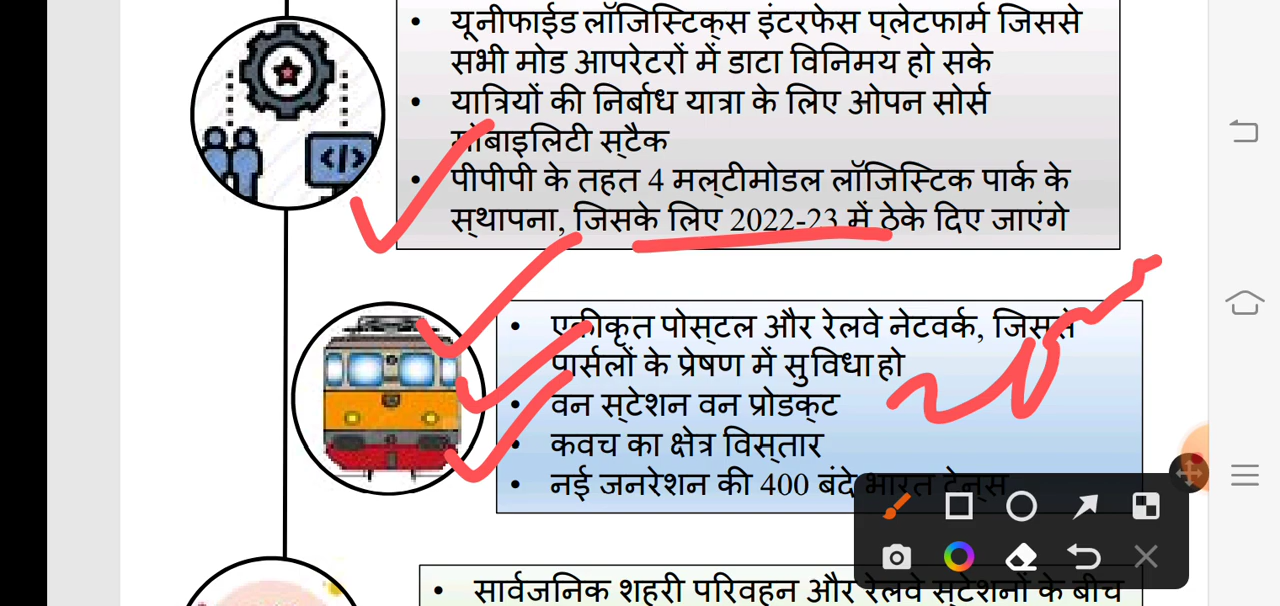 • यूनीफाईड लॉजिस्टिक्स इंटरफेस प्लेटफार्म जिससे
सभी मोड आपरेटरों में डाटा विनिमय हो सके
• यात्रियों की निर्बाध यात्रा के लिए ओपन सोर्स
मोबाइलिटी स्टैक
• पीपीपी के तहत 4 मल्टीमोडल लॉजिस्टिक पार्क के
स्थापना, जिसके लिए 2022-23 में ठेके दिए जाएंगे
</>
• एकीकृत पोस्टल और रेलवे नेटवर्क, जिससे
पार्सलों के प्रेषण में सुविधा हो
• वन स्टेशन वन प्रोडक्ट
• कवच का क्षेत्र विस्तार
• नई जनरेशन की 400 बंदे भारत ट्रेन्स
• सार्वजनिक शहरी परिवहन और रेलवे स्टेशनों के बीच